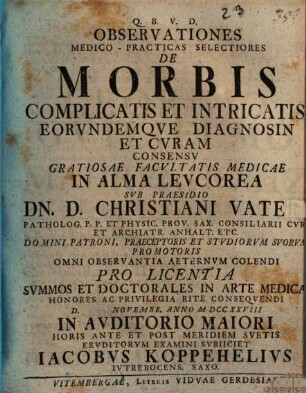 23
Q. B. V. D.
OBSERVATIONES
MEDICO - PRACTICAS SELECTIORES
DE
MORBIS
COMPLICATIS ET INTRICATIS
EORVNDEMQVE DIAGNOSIN
ET CVRAM
CONSENSV
GRATIOSAE FACVLTATIS MEDICAE
IN ALMA LEVCOREA
SVB PRAESIDIO
DN. D. CHRISTIANI VATE
PATHOLOG. P. P. ET PHYSIC. PROV. SAX. CONSILIARII CVR
ET ARCHIATR. ANHALT. ETC.
DOMINI PATRONI, PRAECEPTORIS ET STVDIORVM SVORVM
PROMOTORIS
OMNI OBSERVANTIA AETERNVM COLENDI
PRO LICENTIA
SVMMOS ET DOCTORALES IN ARTE MEDICA
HONORES AC PRIVILEGIA RITE CONSEQVENDI
D. NOVEMBR. ANNO M DCC XXVIII
IN AVDITORIO MAIORI
HORIS ANTE ET POST MERIDIEM SVETIS
ERVDITORVM EXAMINI SVBIICIET
IACOBVS KOPPEHELIVS
IVTREBOCENS. SAXO.
VITEMBERGAE, LITERIS VIDVAE GERDESIA